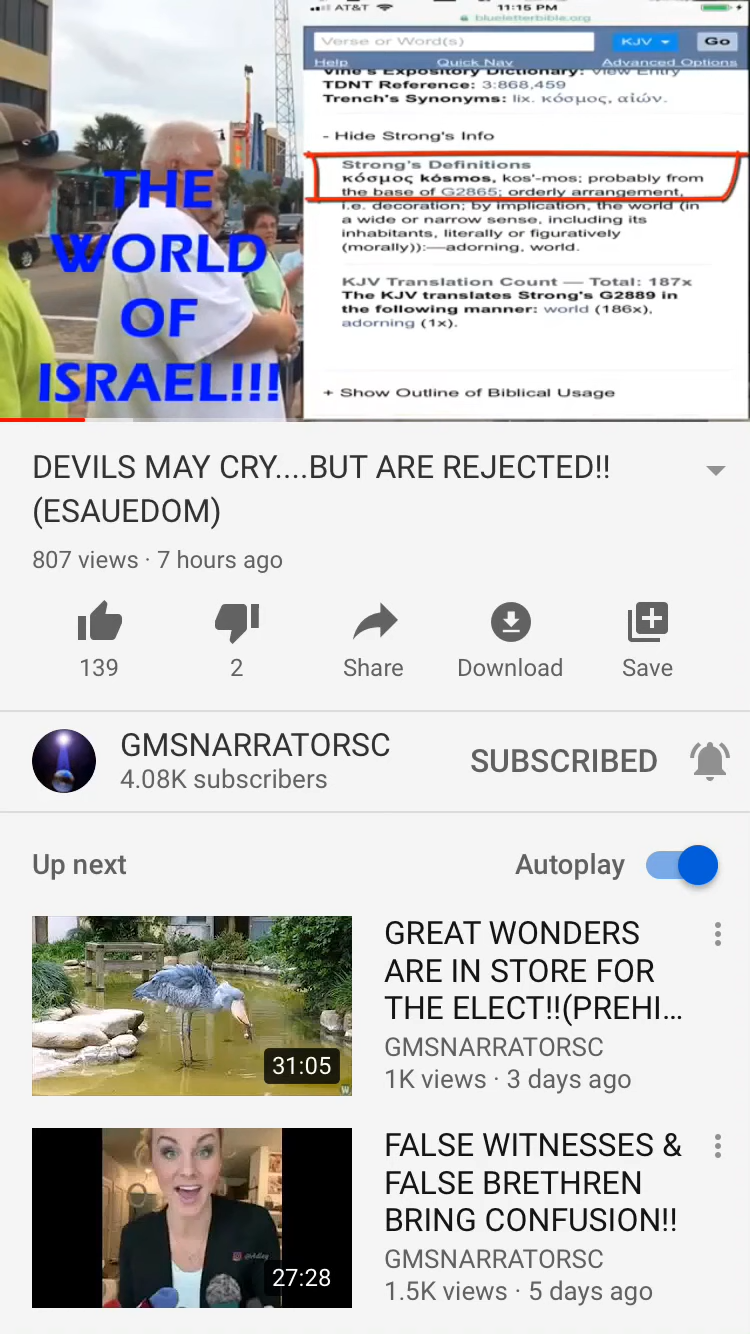 AT&T
11:15 PM
blueletterbible.org
Verse or Word(s)
KJV
Go
Help
Quick Nav
Advanced Options
Vine's Expository Dictionary: View Entry
TDNT Reference: 3:868,459
Trench's Synonyms: lix. κόσμος, αἰών.
- Hide Strong's Info
Strong's Definitions
κόσμος kósmos, kos'-mos; probably from
the base of G2865; orderly arrangement,
i.e. decoration; by implication, the world (in
a wide or narrow sense, including its
inhabitants, literally or figuratively
(morally)):—adorning, world.
KJV Translation Count — Total: 187x
The KJV translates Strong's G2889 in
the following manner: world (186x),
adorning (1x).
+ Show Outline of Biblical Usage
THE
WORLD
OF
ISRAEL!!!
DEVILS MAY CRY....BUT ARE REJECTED!!
(ESAUEDOM)
807 views · 7 hours ago
139
2
Share
Download
Save
GMSNARRATORSC
4.08K subscribers
SUBSCRIBED
Up next
Autoplay
31:05
GREAT WONDERS
ARE IN STORE FOR
THE ELECT!!(PREHI...
GMSNARRATORSC
1K views · 3 days ago
27:28
FALSE WITNESSES &
FALSE BRETHREN
BRING CONFUSION!!
GMSNARRATORSC
1.5K views · 5 days ago